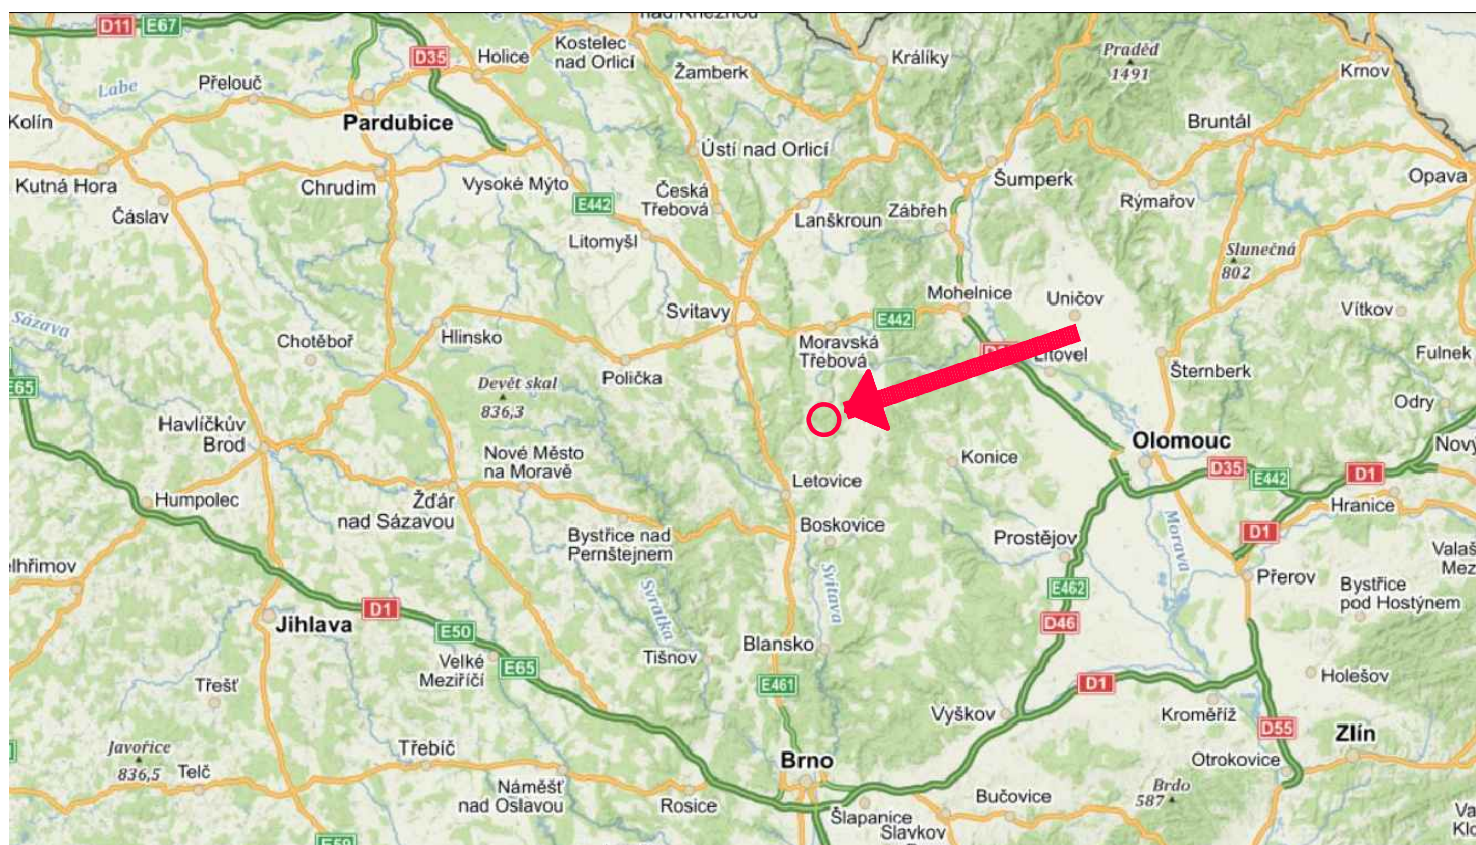 D11
E67
nad Kněžnou
Kostelec
nad Orlicí
D35
Holice
Žamberk
Králíky
Praděd
1491
Krnov
Labe
Přelouč
Kolín
Pardubice
Bruntál
Ústí nad Orlicí
Kutná Hora
Chrudim
Vysoké Mýto
Česká
Třebová
Šumperk
Opava
Čáslav
E442
Lanškroun
Zábřeh
Rýmařov
Litomyšl
Slunečná
802
Mohelnice
Uničov
Svitavy
Vítkov
Sázava
Chotěboř
Hlinsko
E442
Moravská
Třebová
Litovel
Fulnek
Šternberk
E65
Devět skal
836,3
Polička
Odry
Havlíčkův
Brod
Nové Město
na Moravě
Olomouc
Konice
D35
E442
D1
Humpolec
Žďár
nad Sázavou
Letovice
Hranice
Bystřice nad
Pernštejnem
Boskovice
Prostějov
Morava
D1
elhřimov
Svratka
Svitava
E462
Přerov
Bystřice
pod Hostýnem
D1
Jihlava
E50
D46
Velké
Meziříčí
E65
Tišnov
Blansko
E461
D1
Holešov
Třešť
Vyškov
Kroměříž
D55
Zlín
Javořice
836,5
Telč
Třebíč
Brno
Otrokovice
Náměšť
nad Oslavou
Rosice
Bučovice
Brdo
587
Šlapanice
Slavkov